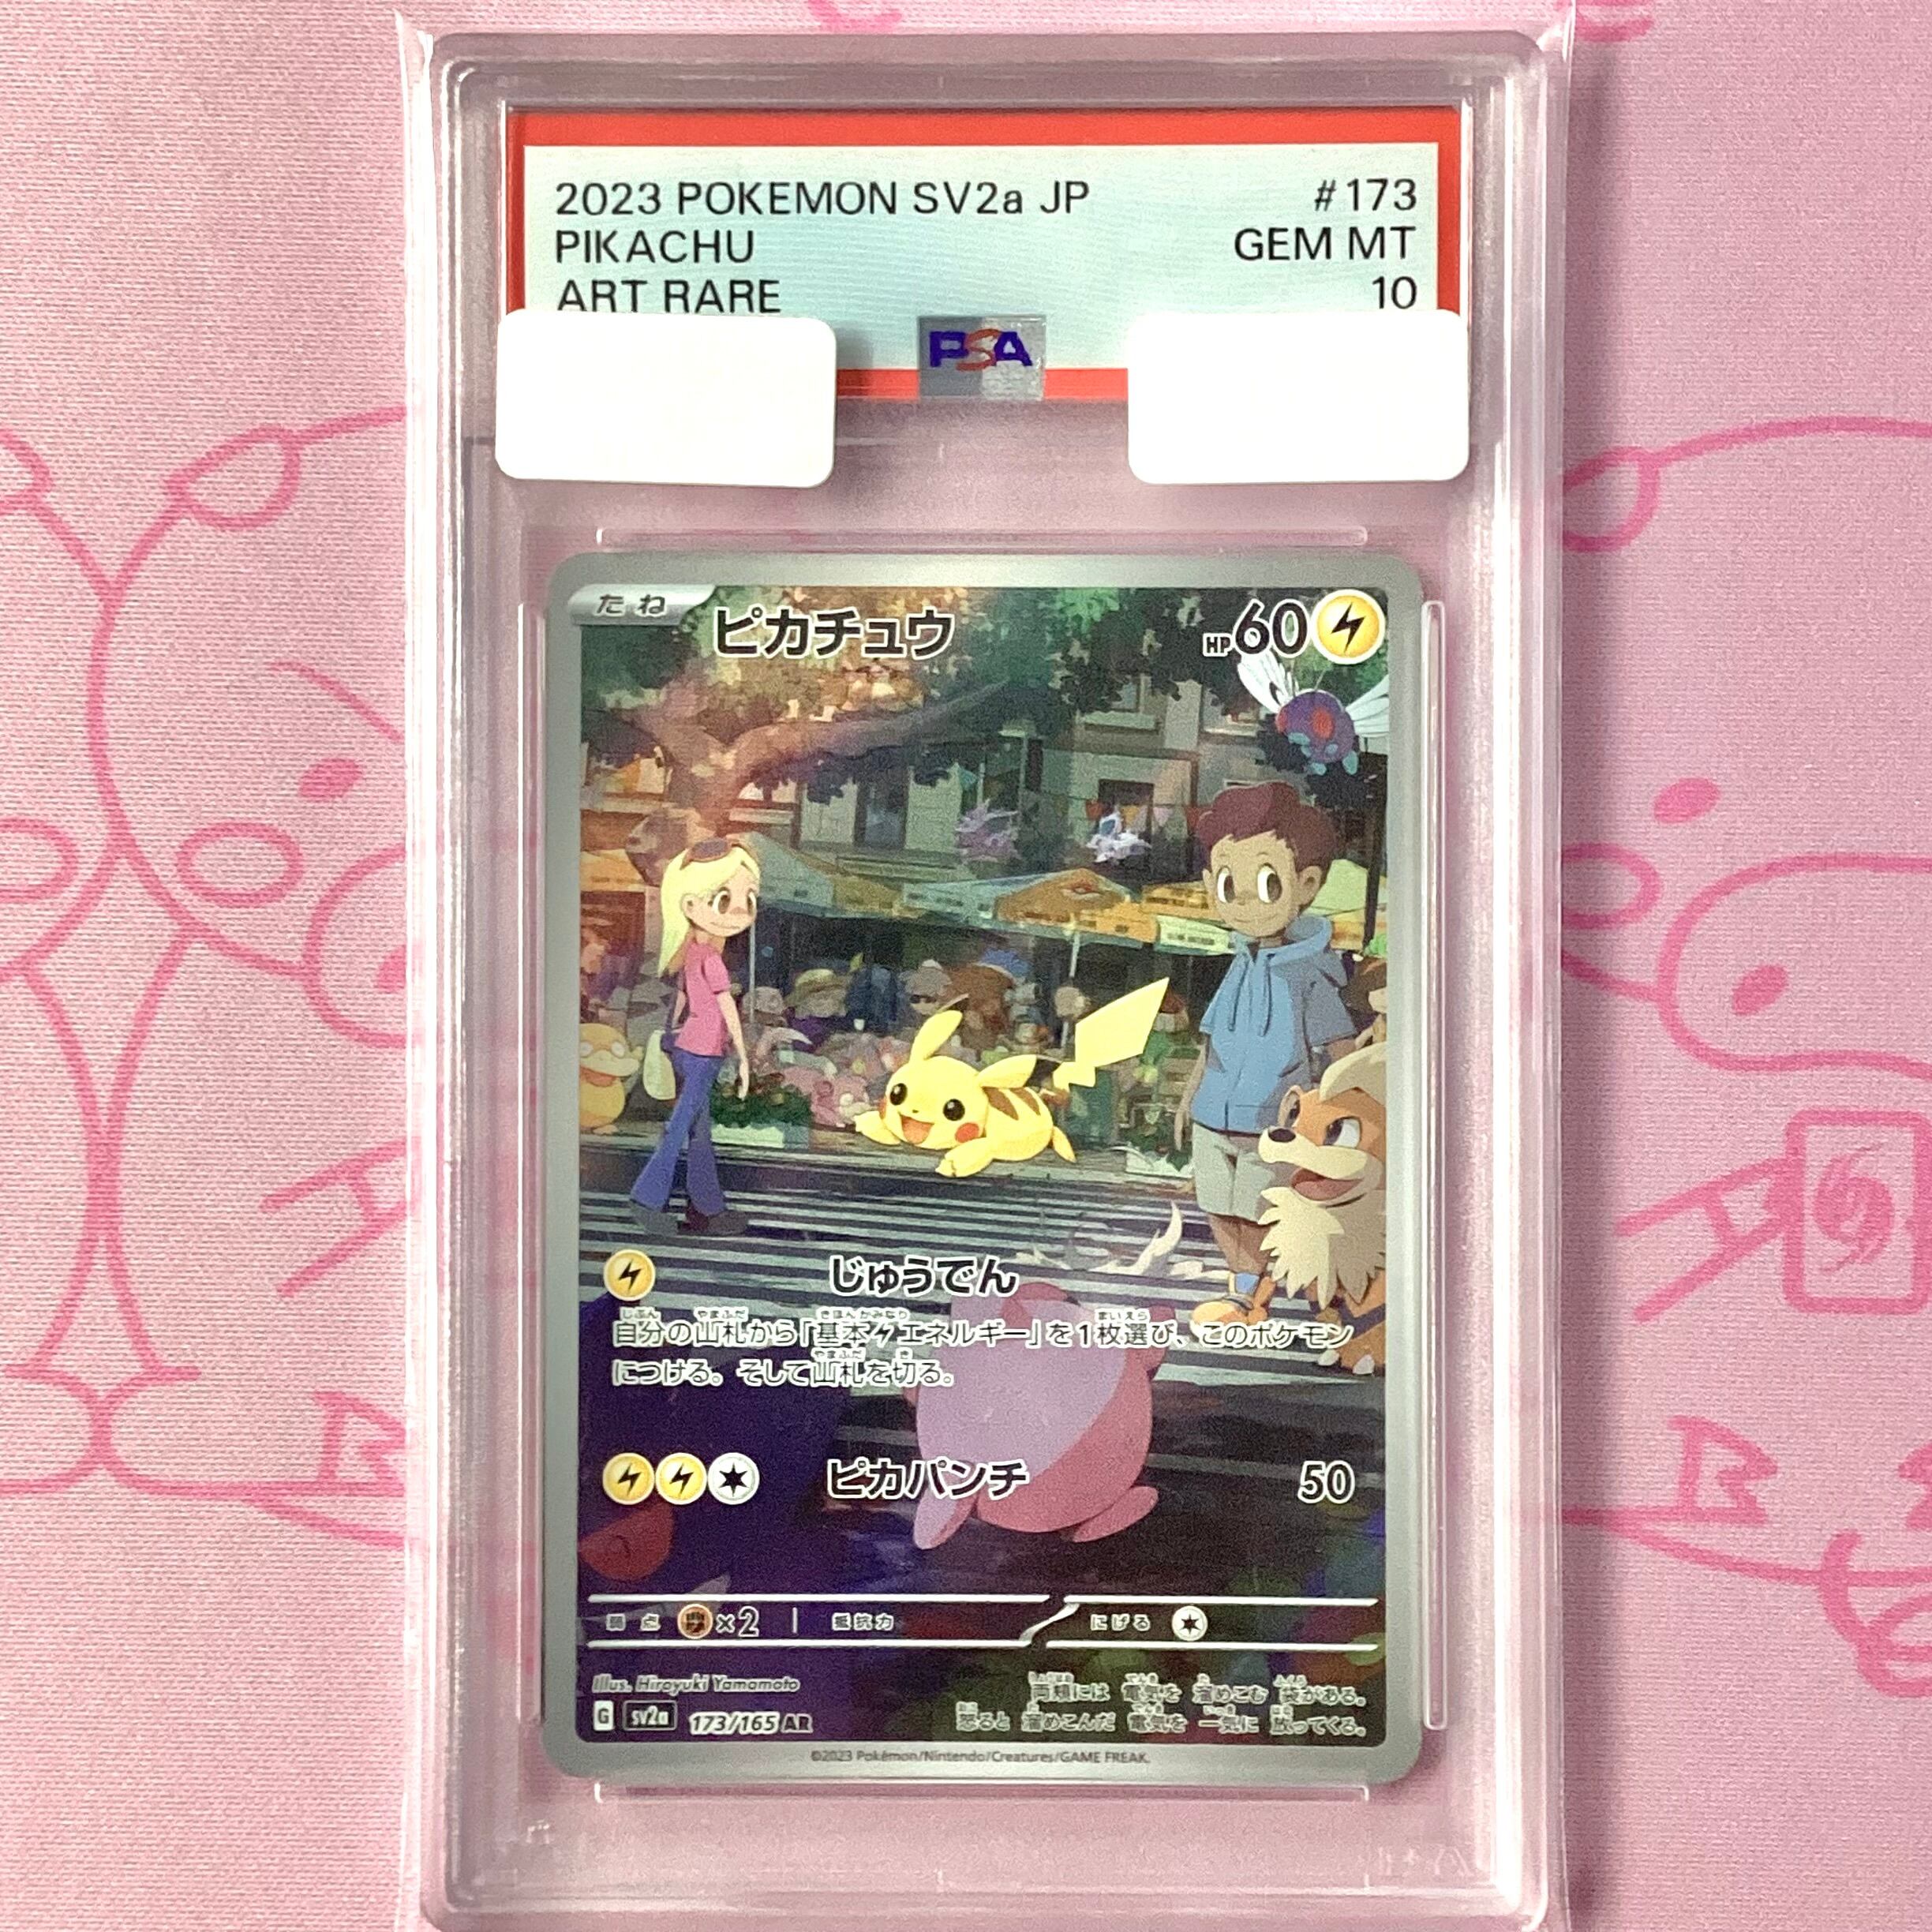 2023 POKEMON SV2a JP #173
PIKACHU GEM MT
ART RARE 10
PSA
たね ピカチュウ HP60
じゅうでん
自分の山札から「基本エネルギー」を1枚選び、このポケモン
につける。そして山札を切る。
ピカパンチ 50
弱点 ×2 抵抗力 にげる
Illus. Hiroyuki Yamamoto
両頬には 電気を 溜めこむ 袋がある。
怒ると 溜めこんだ 電気を 一気に 放ってくる。
G sv2a 173/165 AR
©2023 Pokémon/Nintendo/Creatures/GAME FREAK.